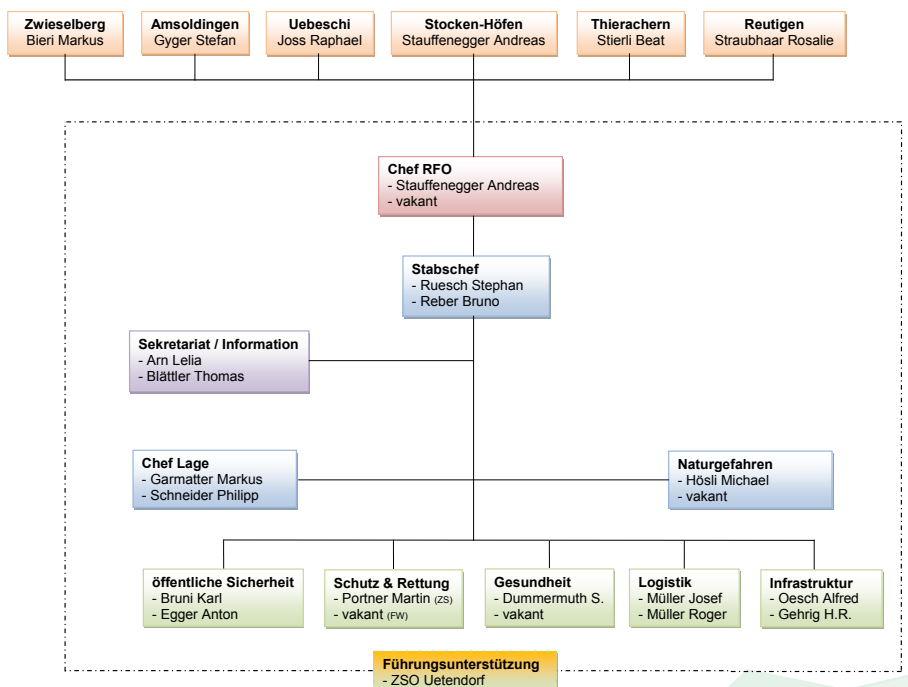 Zwieselberg
Bieri Markus
Amsoldingen
Gyger Stefan
Uebeschi
Joss Raphael
Stocken-Höfen
Stauffenegger Andreas
Thierachern
Stierli Beat
Reutigen
Straubhaar Rosalie
Chef RFO
- Stauffenegger Andreas
- vakant
Stabschef
- Ruesch Stephan
- Reber Bruno
Sekretariat / Information
- Arn Lelia
- Blättler Thomas
Chef Lage
- Garmatter Markus
- Schneider Philipp
Naturgefahren
- Hösli Michael
- vakant
öffentliche Sicherheit
- Bruni Karl
- Egger Anton
Schutz & Rettung
- Portner Martin (ZS)
- vakant (FW)
Gesundheit
- Dummermuth S.
- vakant
Logistik
- Müller Josef
- Müller Roger
Infrastruktur
- Oesch Alfred
- Gehrig H.R.
Führungsunterstützung
- ZSO Uetendorf